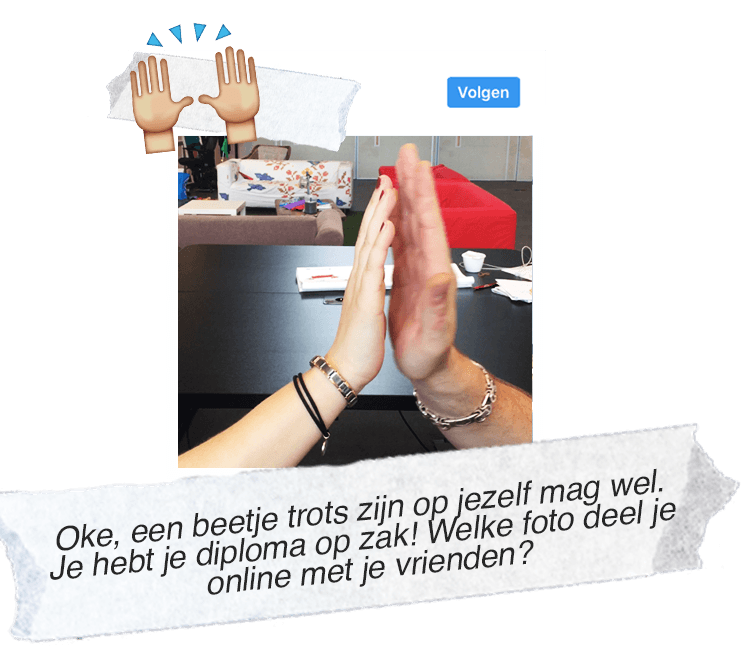 Volgen
Oke, een beetje trots zijn op jezelf mag wel.
Je hebt je diploma op zak! Welke foto deel je
online met je vrienden?